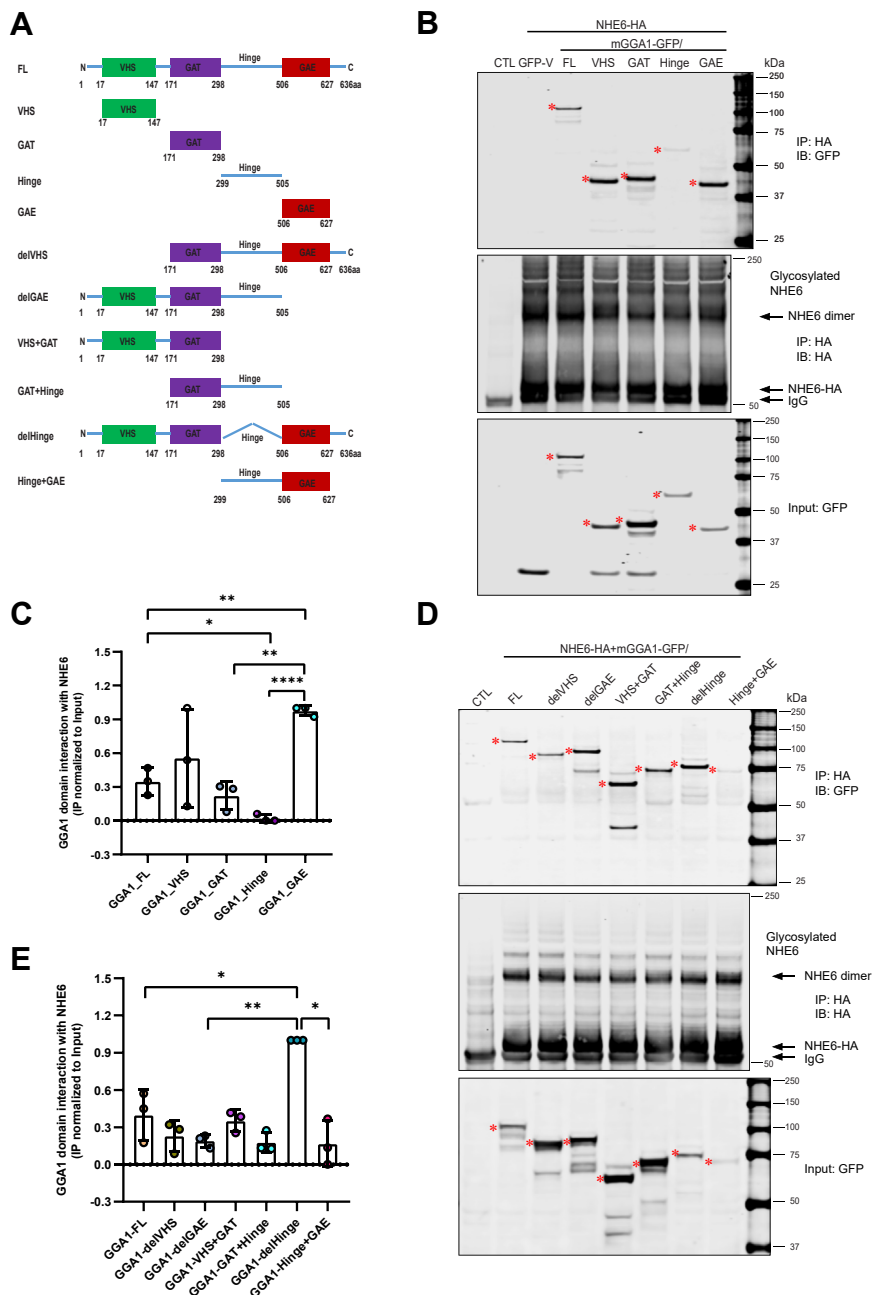 A
FL
N
VHS
GAT
Hinge
GAE
C
1
17
147
171
298
506
627
636aa
VHS
VHS
17
147
GAT
GAT
171
298
Hinge
Hinge
299
505
GAE
GAE
506
627
delVHS
GAT
Hinge
GAE
C
171
298
506
627
636aa
delGAE
N
VHS
GAT
Hinge
1
17
147
171
298
505
VHS+GAT
N
VHS
GAT
1
17
147
171
298
GAT+Hinge
GAT
Hinge
171
298
505
delHinge
N
VHS
GAT
Hinge
GAE
C
1
17
147
171
298
506
627
636aa
Hinge+GAE
Hinge
GAE
299
506
627
B
NHE6-HA
mGGA1-GFP/
CTL GFP-V FL VHS GAT Hinge GAE kDa
250
150
100
75
50
37
25
IP: HA
IB: GFP
* * * * *
250
Glycosylated
NHE6
NHE6 dimer
IP: HA
IB: HA
NHE6-HA
IgG
50
250
150
100
75
50
37
25
Input: GFP
* * * * *
C
GGA1 domain interaction with NHE6
(IP normalized to Input)
1.5
1.2
0.9
0.6
0.3
0.0
-0.3
**
*
**
****
GGA1_FL
GGA1_VHS
GGA1_GAT
GGA1_Hinge
GGA1_GAE
D
NHE6-HA+mGGA1-GFP/
CTL
FL
delVHS
delGAE
VHS+GAT
GAT+Hinge
delHinge
Hinge+GAE
kDa
250
150
100
75
50
37
25
IP: HA
IB: GFP
* * * * * * *
250
Glycosylated
NHE6
NHE6 dimer
IP: HA
IB: HA
NHE6-HA
IgG
50
250
150
100
75
50
37
Input: GFP
* * * * * * *
E
GGA1 domain interaction with NHE6
(IP normalized to Input)
1.5
1.2
0.9
0.6
0.3
0.0
-0.3
*
**
*
GGA1-FL
GGA1-delVHS
GGA1-delGAE
GGA1-VHS+GAT
GGA1-GAT+Hinge
GGA1-delHinge
GGA1-Hinge+GAE